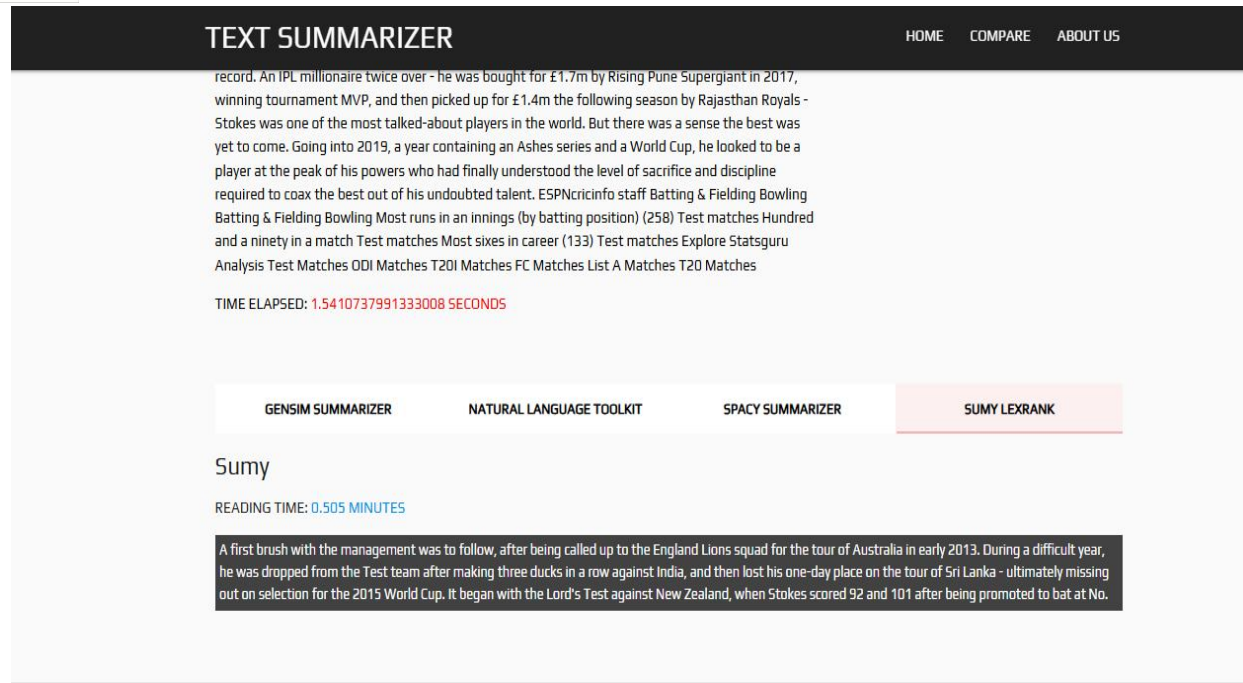 TEXT SUMMARIZER
HOME COMPARE ABOUT US
record. An IPL millionaire twice over - he was bought for £1.7m by Rising Pune Supergiant in 2017,
winning tournament MVP, and then picked up for £1.4m the following season by Rajasthan Royals -
Stokes was one of the most talked-about players in the world. But there was a sense the best was
yet to come. Going into 2019, a year containing an Ashes series and a World Cup, he looked to be a
player at the peak of his powers who had finally understood the level of sacrifice and discipline
required to coax the best out of his undoubted talent. ESPNcricinfo staff Batting & Fielding Bowling
Batting & Fielding Bowling Most runs in an innings (by batting position) (258) Test matches Hundred
and a ninety in a match Test matches Most sixes in career (133) Test matches Explore Statsguru
Analysis Test Matches ODI Matches T20I Matches FC Matches List A Matches T20 Matches
TIME ELAPSED: 1.5410737991333008 SECONDS
GENSIM SUMMARIZER NATURAL LANGUAGE TOOLKIT SPACY SUMMARIZER SUMY LEXRANK
Sumy
READING TIME: 0.505 MINUTES
A first brush with the management was to follow, after being called up to the England Lions squad for the tour of Australia in early 2013. During a difficult year,
he was dropped from the Test team after making three ducks in a row against India, and then lost his one-day place on the tour of Sri Lanka - ultimately missing
out on selection for the 2015 World Cup. It began with the Lord's Test against New Zealand, when Stokes scored 92 and 101 after being promoted to bat at No.